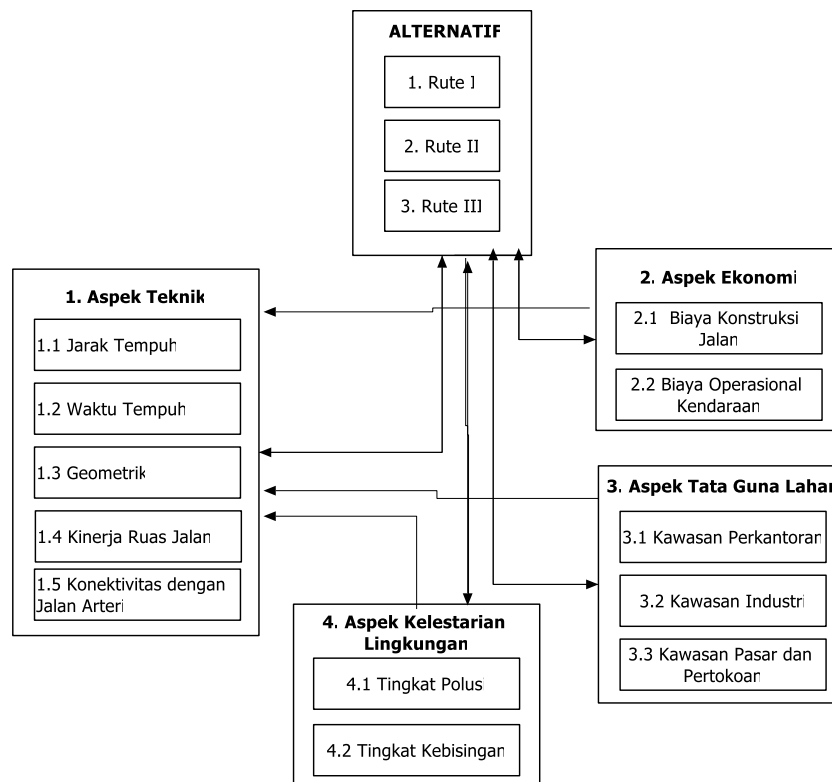 ALTERNATIF
1. Rute I
2. Rute II
3. Rute III
1. Aspek Teknik
1.1 Jarak Tempuh
1.2 Waktu Tempuh
1.3 Geometrik
1.4 Kinerja Ruas Jalan
1.5 Konektivitas dengan
Jalan Arteri
2. Aspek Ekonomi
2.1 Biaya Konstruksi
Jalan
2.2 Biaya Operasional
Kendaraan
3. Aspek Tata Guna Lahan
3.1 Kawasan Perkantoran
3.2 Kawasan Industri
3.3 Kawasan Pasar dan
Pertokoan
4. Aspek Kelestarian
Lingkungan
4.1 Tingkat Polusi
4.2 Tingkat Kebisingan